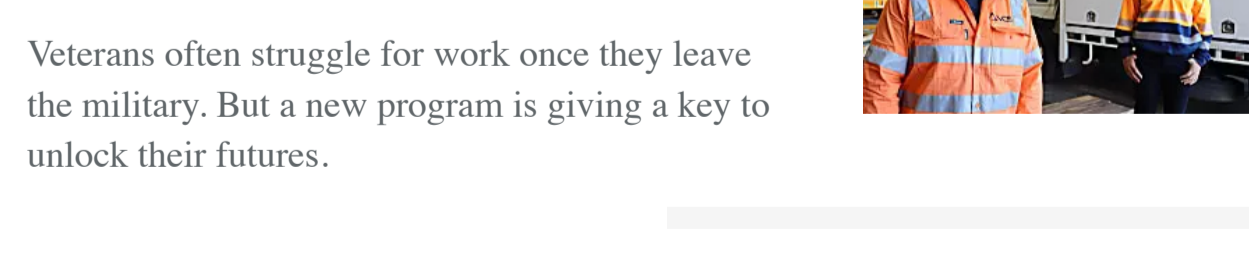 Veterans often struggle for work once they leave
the military. But a new program is giving a key to
unlock their futures.